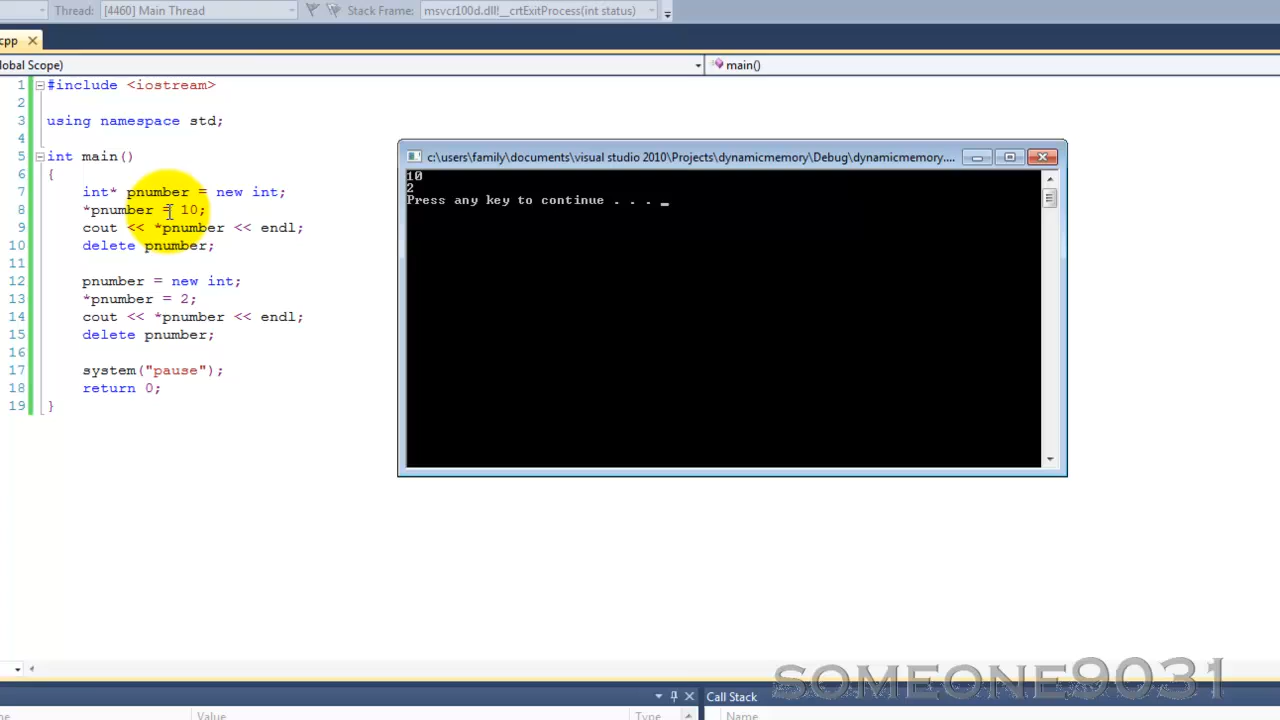 Thread: [4460] Main Thread Stack Frame: msvcr100d.dll!__crtExitProcess(int status)
cpp
lobal Scope) main()
1 #include <iostream>
2
3 using namespace std;
4
5 int main()
6 {
7 int* pnumber = new int;
8 *pnumber = 10;
9 cout << *pnumber << endl;
10 delete pnumber;
11
12 pnumber = new int;
13 *pnumber = 2;
14 cout << *pnumber << endl;
15 delete pnumber;
16
17 system("pause");
18 return 0;
19 }
c:\users\family\documents\visual studio 2010\Projects\dynamicmemory\Debug\dynamicmemory....
10
2
Press any key to continue . . . _
SOMEONE9031
Call Stack
Value Type Name